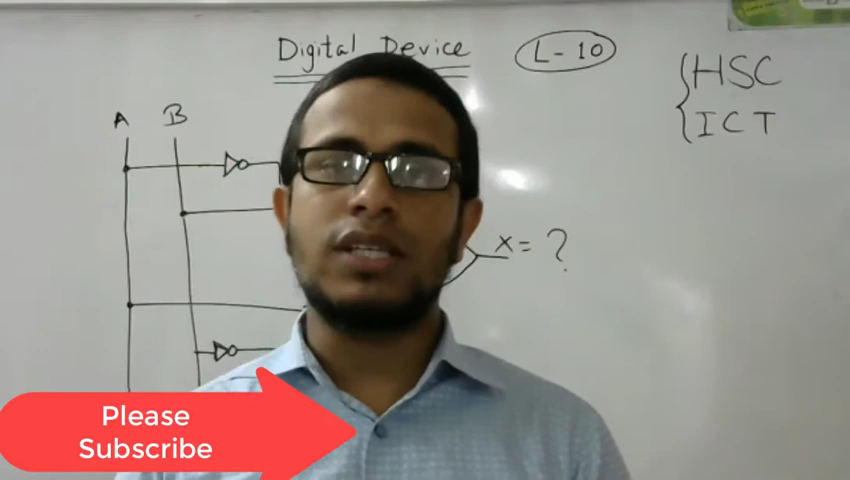 Digital Device
L-10
HSC
ICT
A
B
x = ?
Please
Subscribe